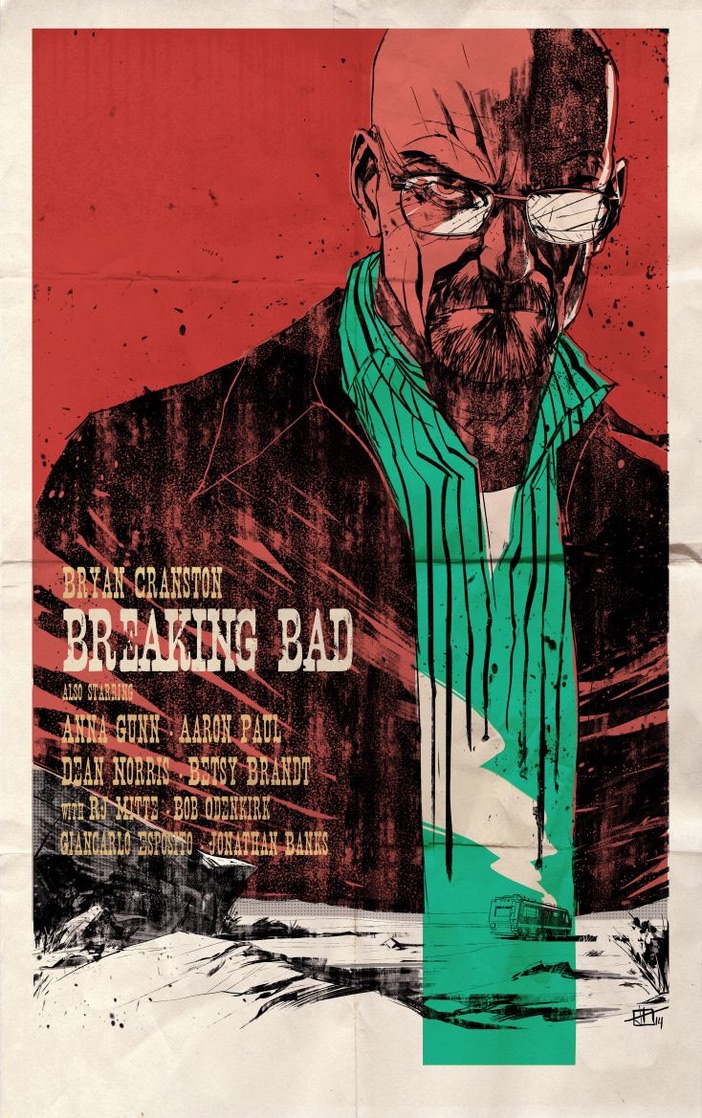 BRYAN CRANSTON
BREAKING BAD
ALSO STARRING
ANNA GUNN · AARON PAUL
DEAN NORRIS · BETSY BRANDT
WITH RJ MITTE · BOB ODENKIRK
GIANCARLO ESPOSITO · JONATHAN BANKS
14